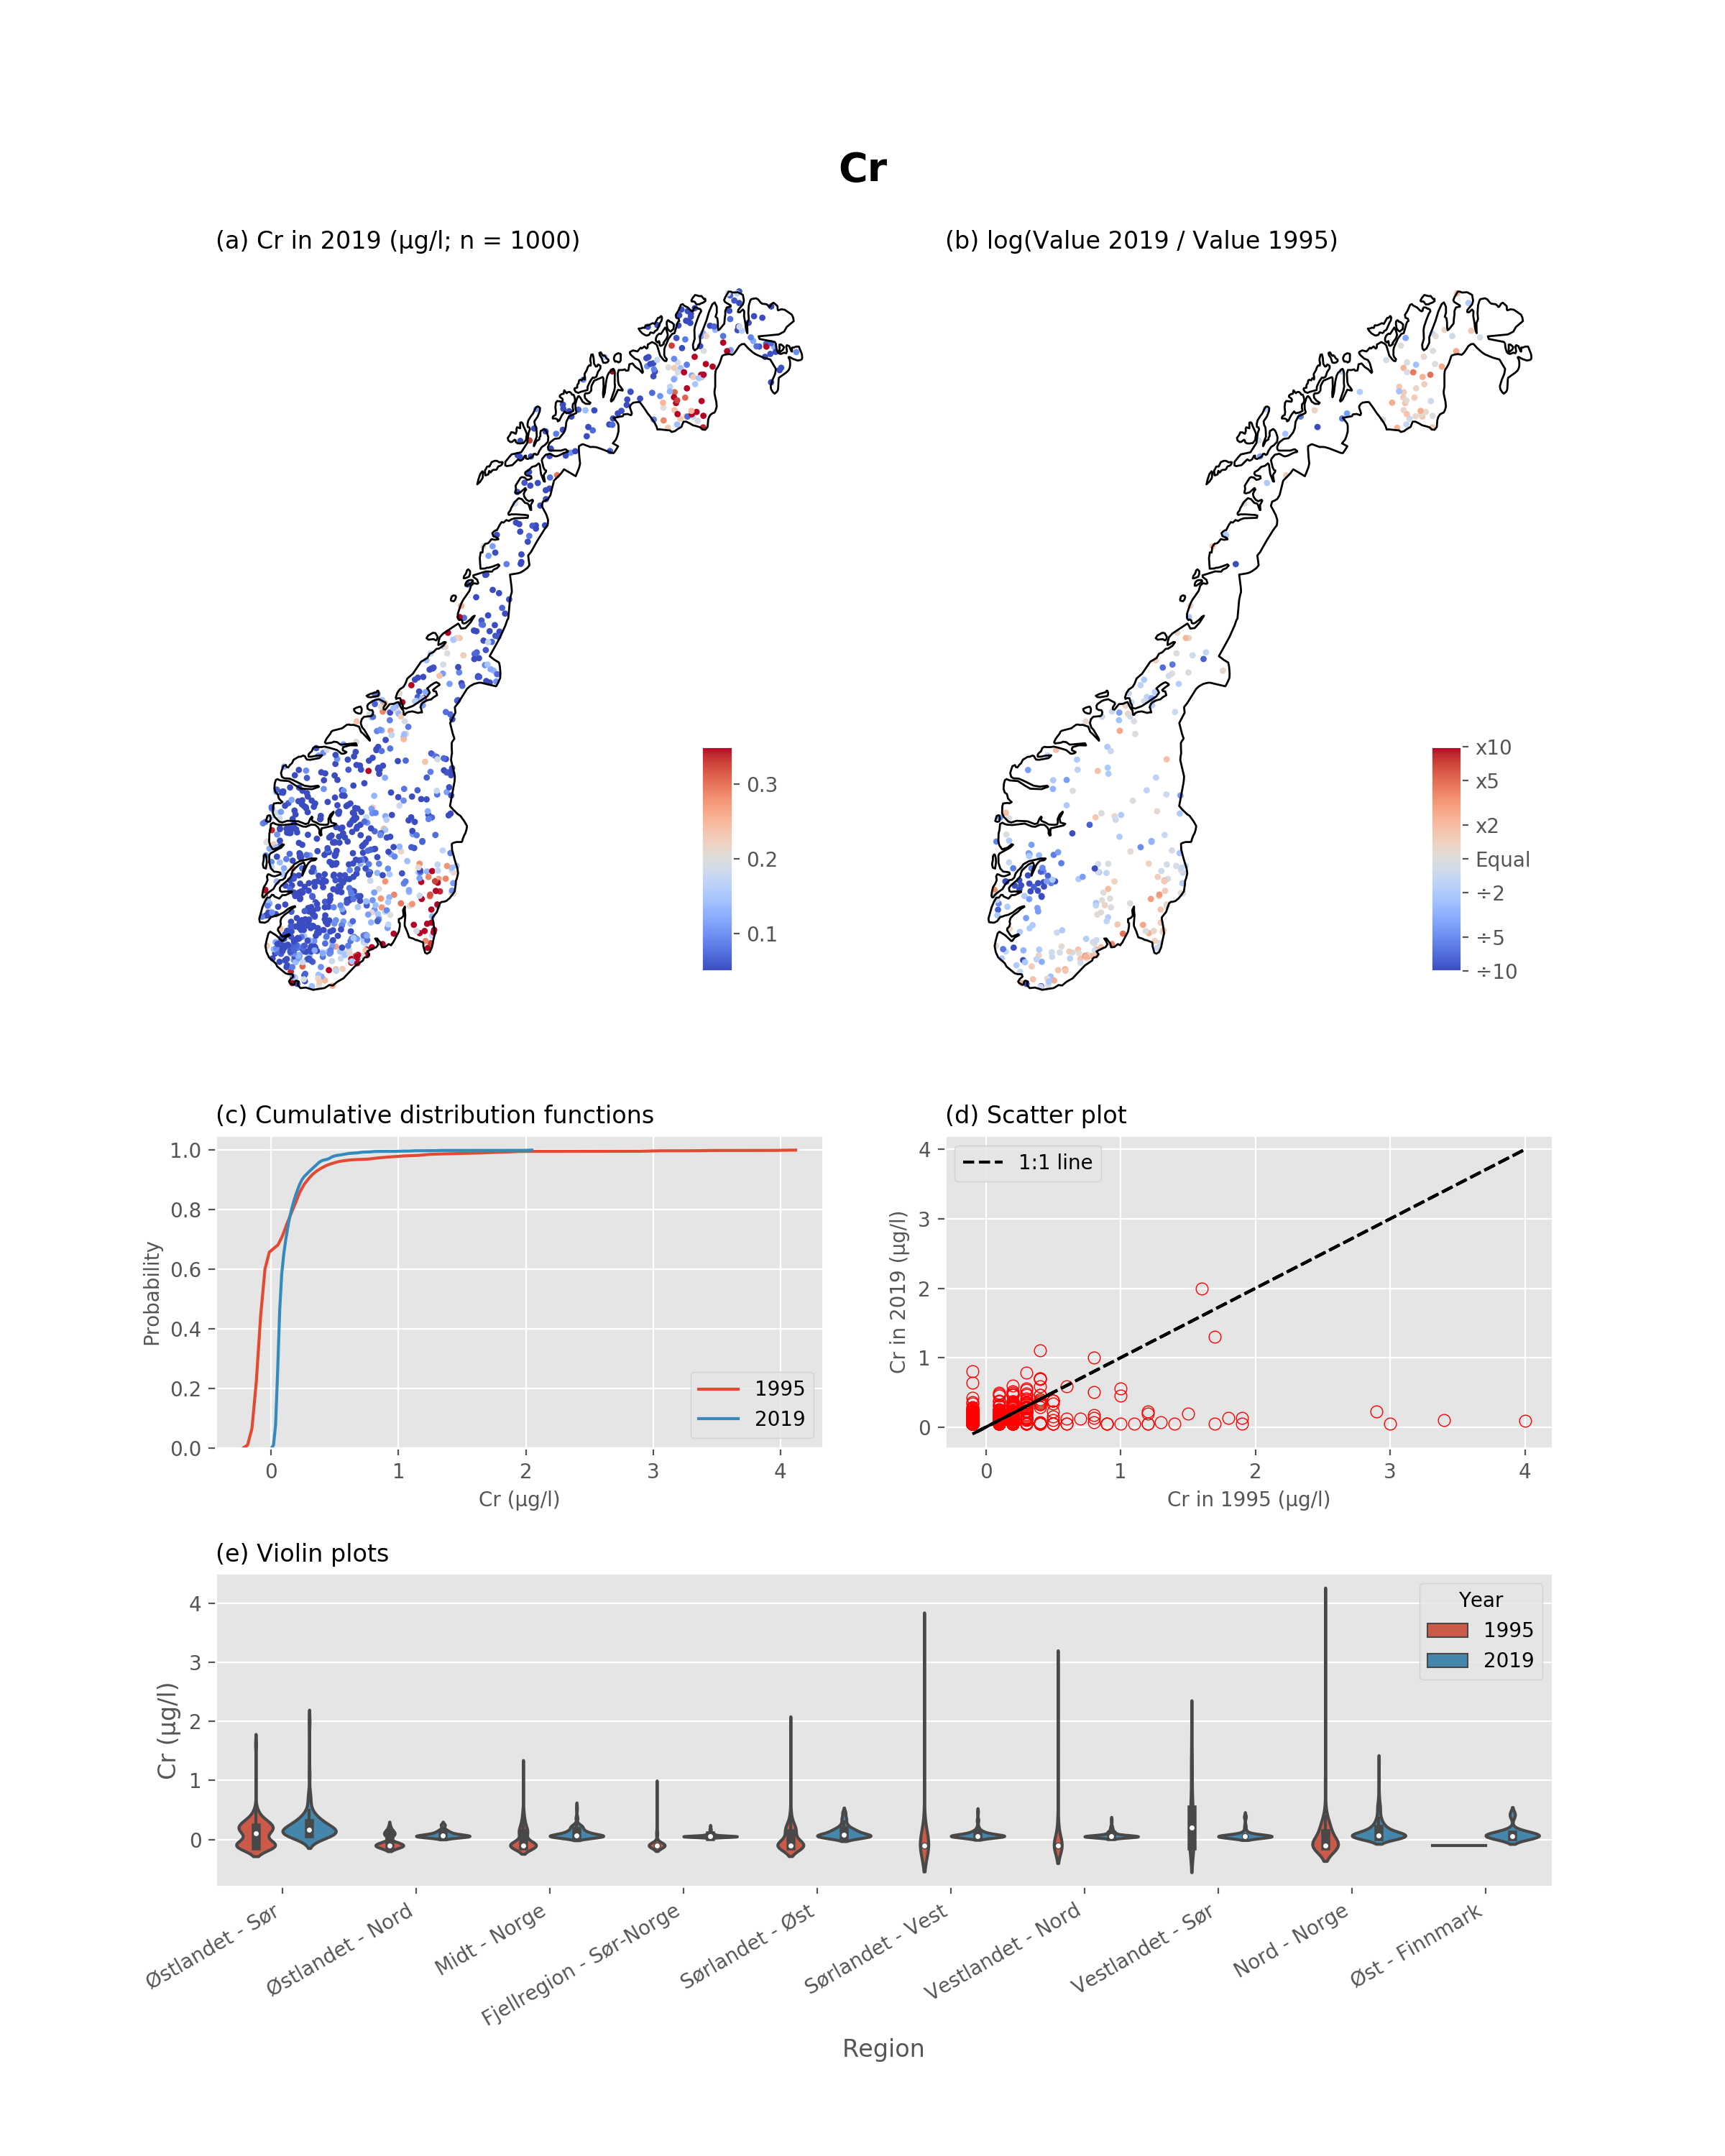 Cr
(a) Cr in 2019 (µg/l; n = 1000)
(b) log(Value 2019 / Value 1995)
0.3
0.2
0.1
x10
x5
x2
Equal
÷2
÷5
÷10
(c) Cumulative distribution functions
1.0
0.8
0.6
0.4
0.2
0.0
Probability
0 1 2 3 4
Cr (µg/l)
1995
2019
(d) Scatter plot
1:1 line
4
3
2
1
0
Cr in 2019 (µg/l)
0 1 2 3 4
Cr in 1995 (µg/l)
(e) Violin plots
4
3
2
1
0
Cr (µg/l)
Year
1995
2019
Østlandet - Sør
Østlandet - Nord
Midt - Norge
Fjellregion - Sør-Norge
Sørlandet - Øst
Sørlandet - Vest
Vestlandet - Nord
Vestlandet - Sør
Nord - Norge
Øst - Finnmark
Region